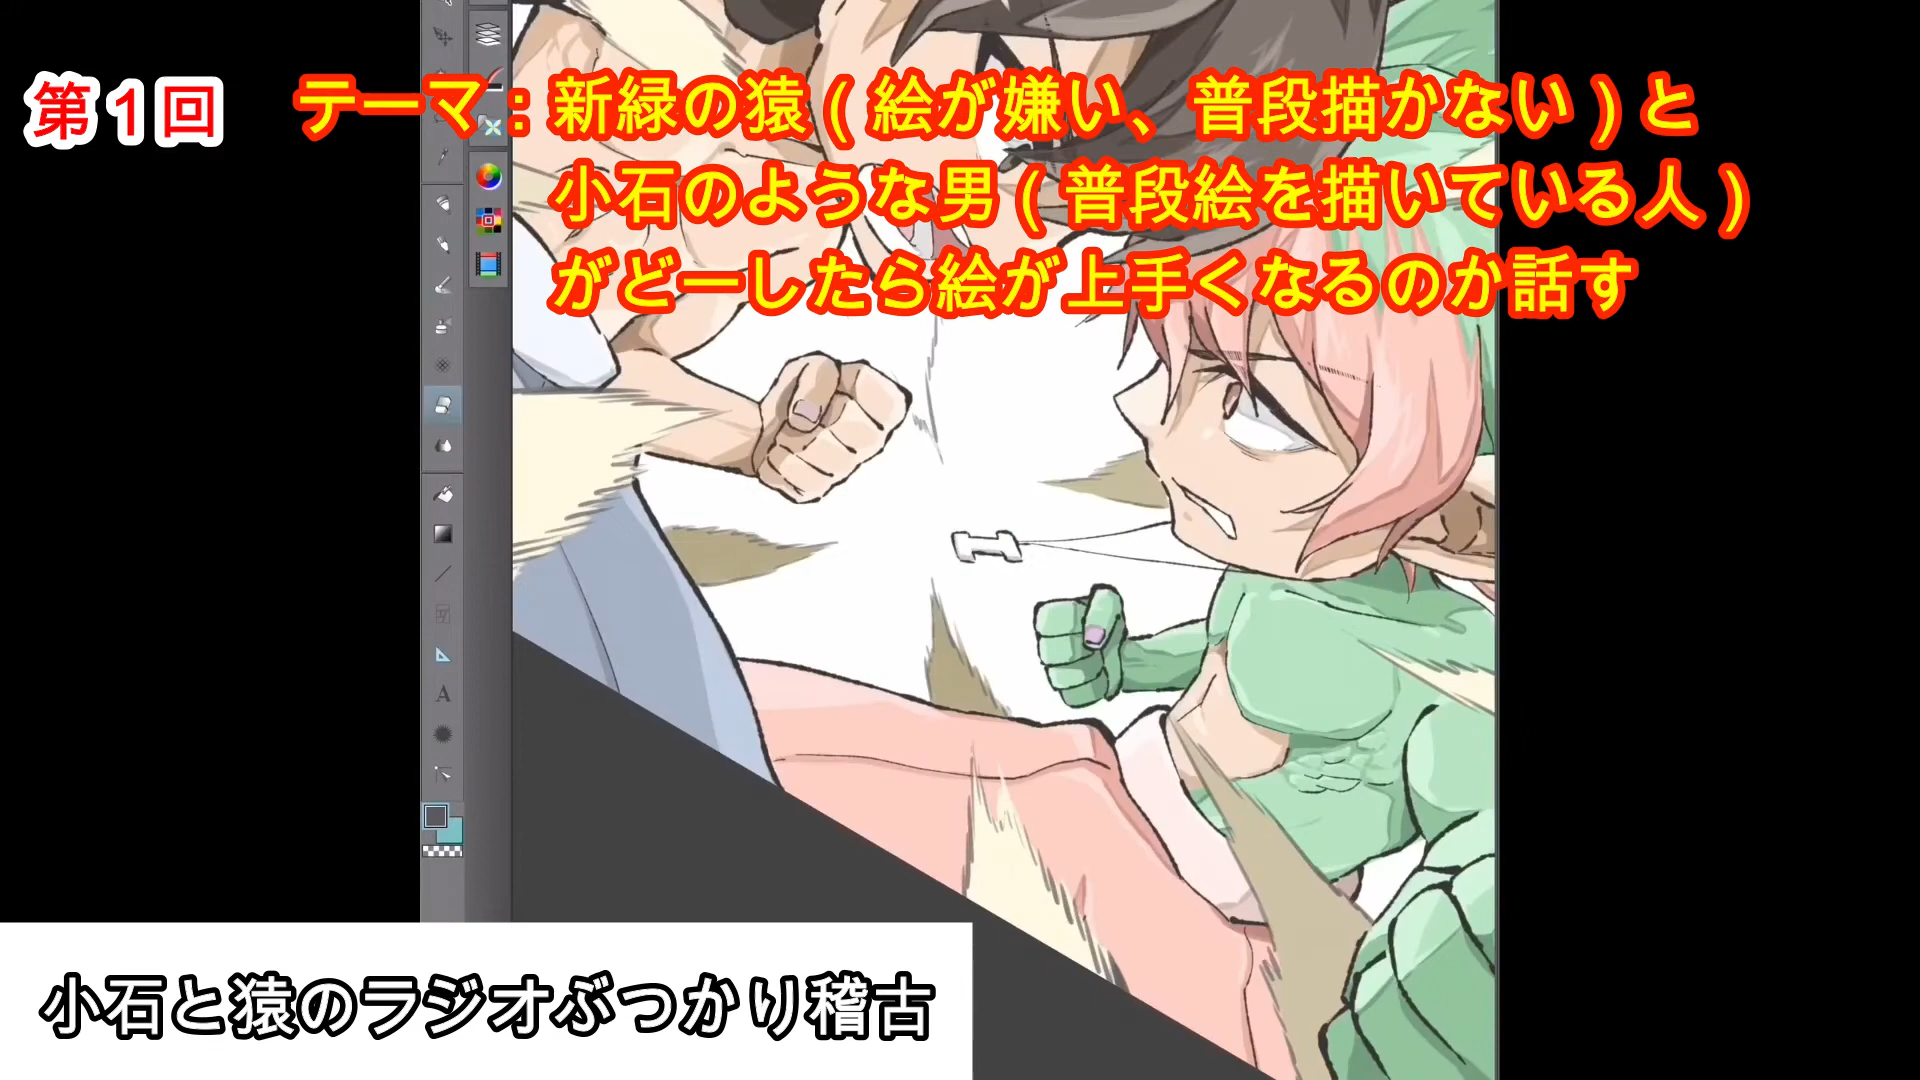 第1回 テーマ:新緑の猿(絵が嫌い、普段描かない)と
小石のような男(普段絵を描いている人)
がどーしたら絵が上手くなるのか話す
小石と猿のラジオぶつかり稽古